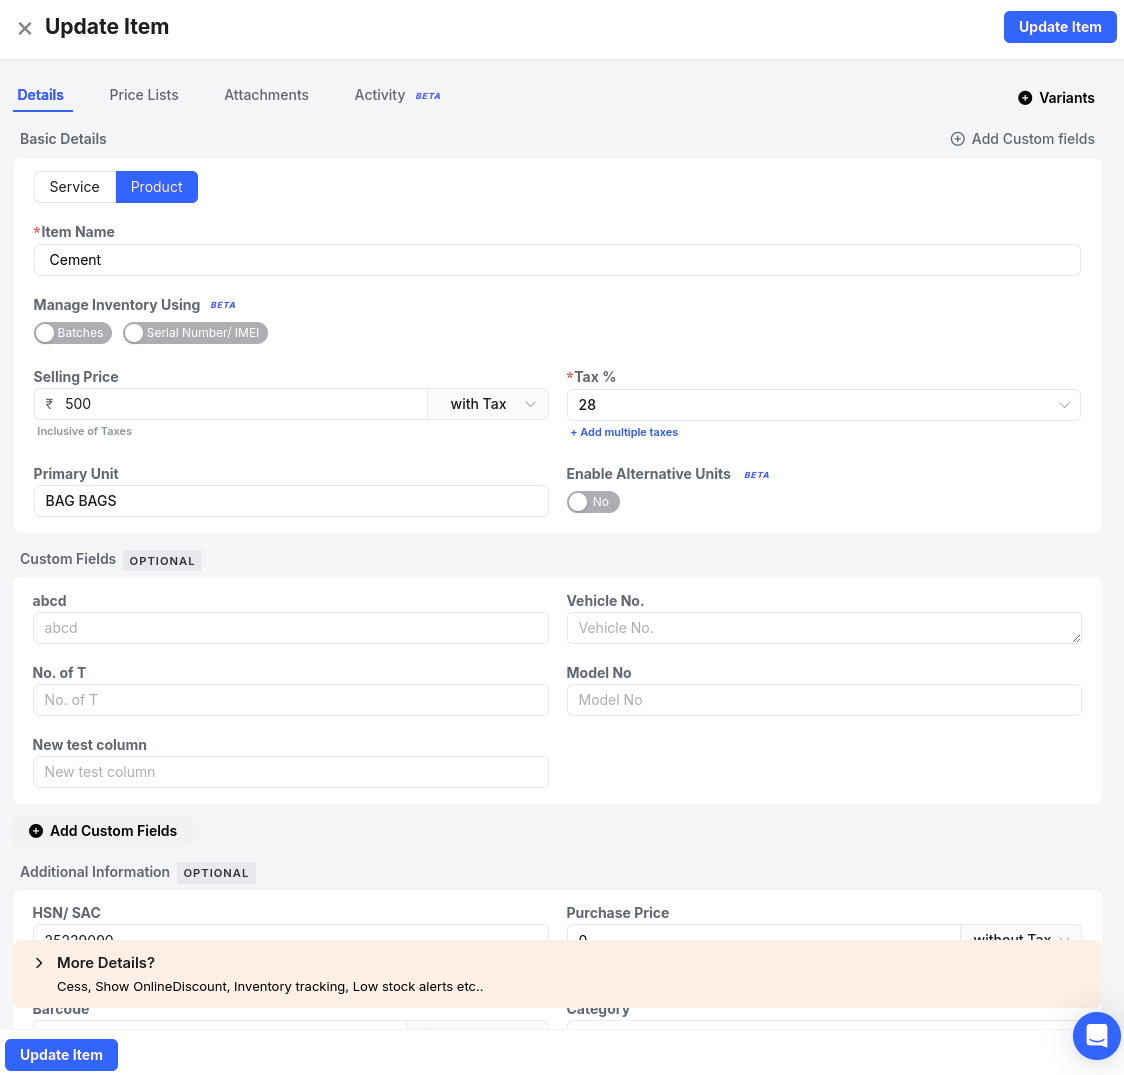 Update Item
Update Item
Details Price Lists Attachments Activity BETA
Variants
Basic Details
Add Custom fields
Service Product
*Item Name
Cement
Manage Inventory Using BETA
Batches Serial Number/ IMEI
Selling Price
*Tax %
₹ 500 with Tax
28
Inclusive of Taxes
+ Add multiple taxes
Primary Unit
Enable Alternative Units BETA
BAG BAGS
No
Custom Fields OPTIONAL
abcd
Vehicle No.
abcd
Vehicle No.
No. of T
Model No
No. of T
Model No
New test column
New test column
Add Custom Fields
Additional Information OPTIONAL
HSN/ SAC
Purchase Price
25239090
0 without Tax
More Details?
Cess, Show OnlineDiscount, Inventory tracking, Low stock alerts etc..
Barcode
Category
Update Item